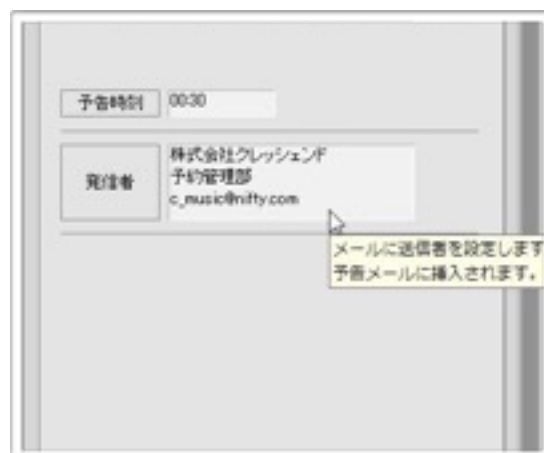 予告時刻
00:30
発信者
株式会社クレッシェンド
予約管理部
c_music@nifty.com
メールに送信者を設定します
予告メールに挿入されます。